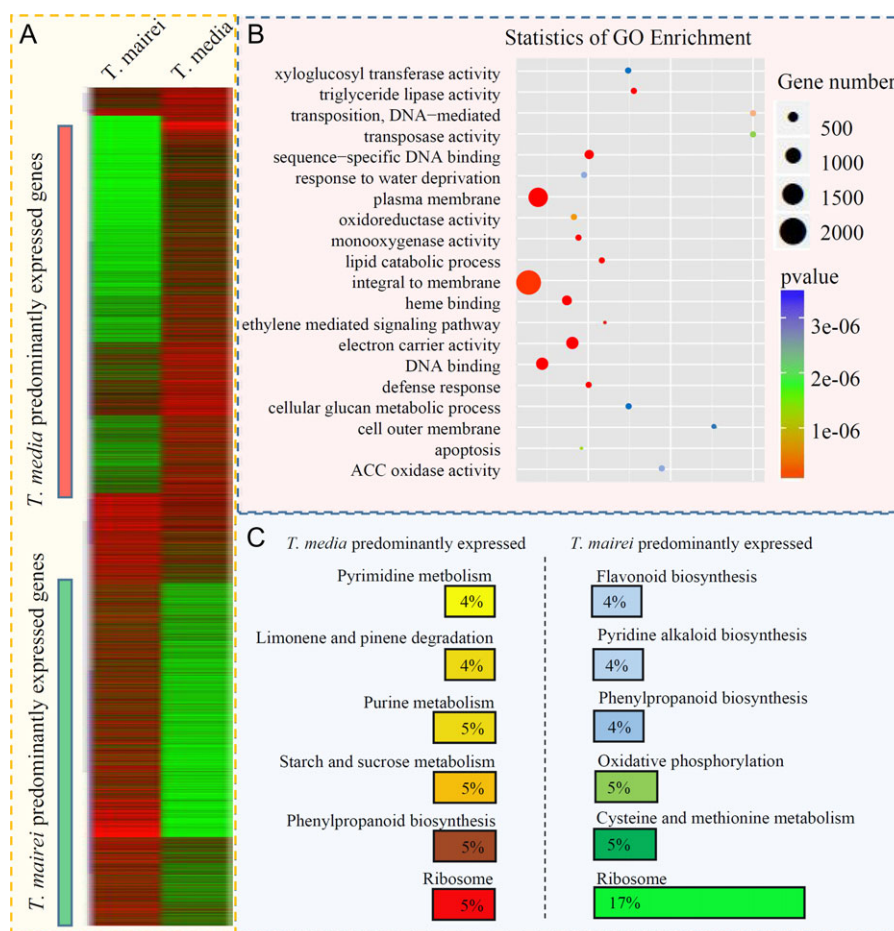 A
T. mairei
T. media
T. media predominantly expressed genes
T. mairei predominantly expressed genes
B
Statistics of GO Enrichment
xyloglucosyl transferase activity
triglyceride lipase activity
transposition, DNA−mediated
transposase activity
sequence−specific DNA binding
response to water deprivation
plasma membrane
oxidoreductase activity
monooxygenase activity
lipid catabolic process
integral to membrane
heme binding
ethylene mediated signaling pathway
electron carrier activity
DNA binding
defense response
cellular glucan metabolic process
cell outer membrane
apoptosis
ACC oxidase activity
Gene number
500
1000
1500
2000
pvalue
3e-06
2e-06
1e-06
C
T. media predominantly expressed
Pyrimidine metbolism
4%
Limonene and pinene degradation
4%
Purine metabolism
5%
Starch and sucrose metabolism
5%
Phenylpropanoid biosynthesis
5%
Ribosome
5%
T. mairei predominantly expressed
Flavonoid biosynthesis
4%
Pyridine alkaloid biosynthesis
4%
Phenylpropanoid biosynthesis
4%
Oxidative phosphorylation
5%
Cysteine and methionine metabolism
5%
Ribosome
17%